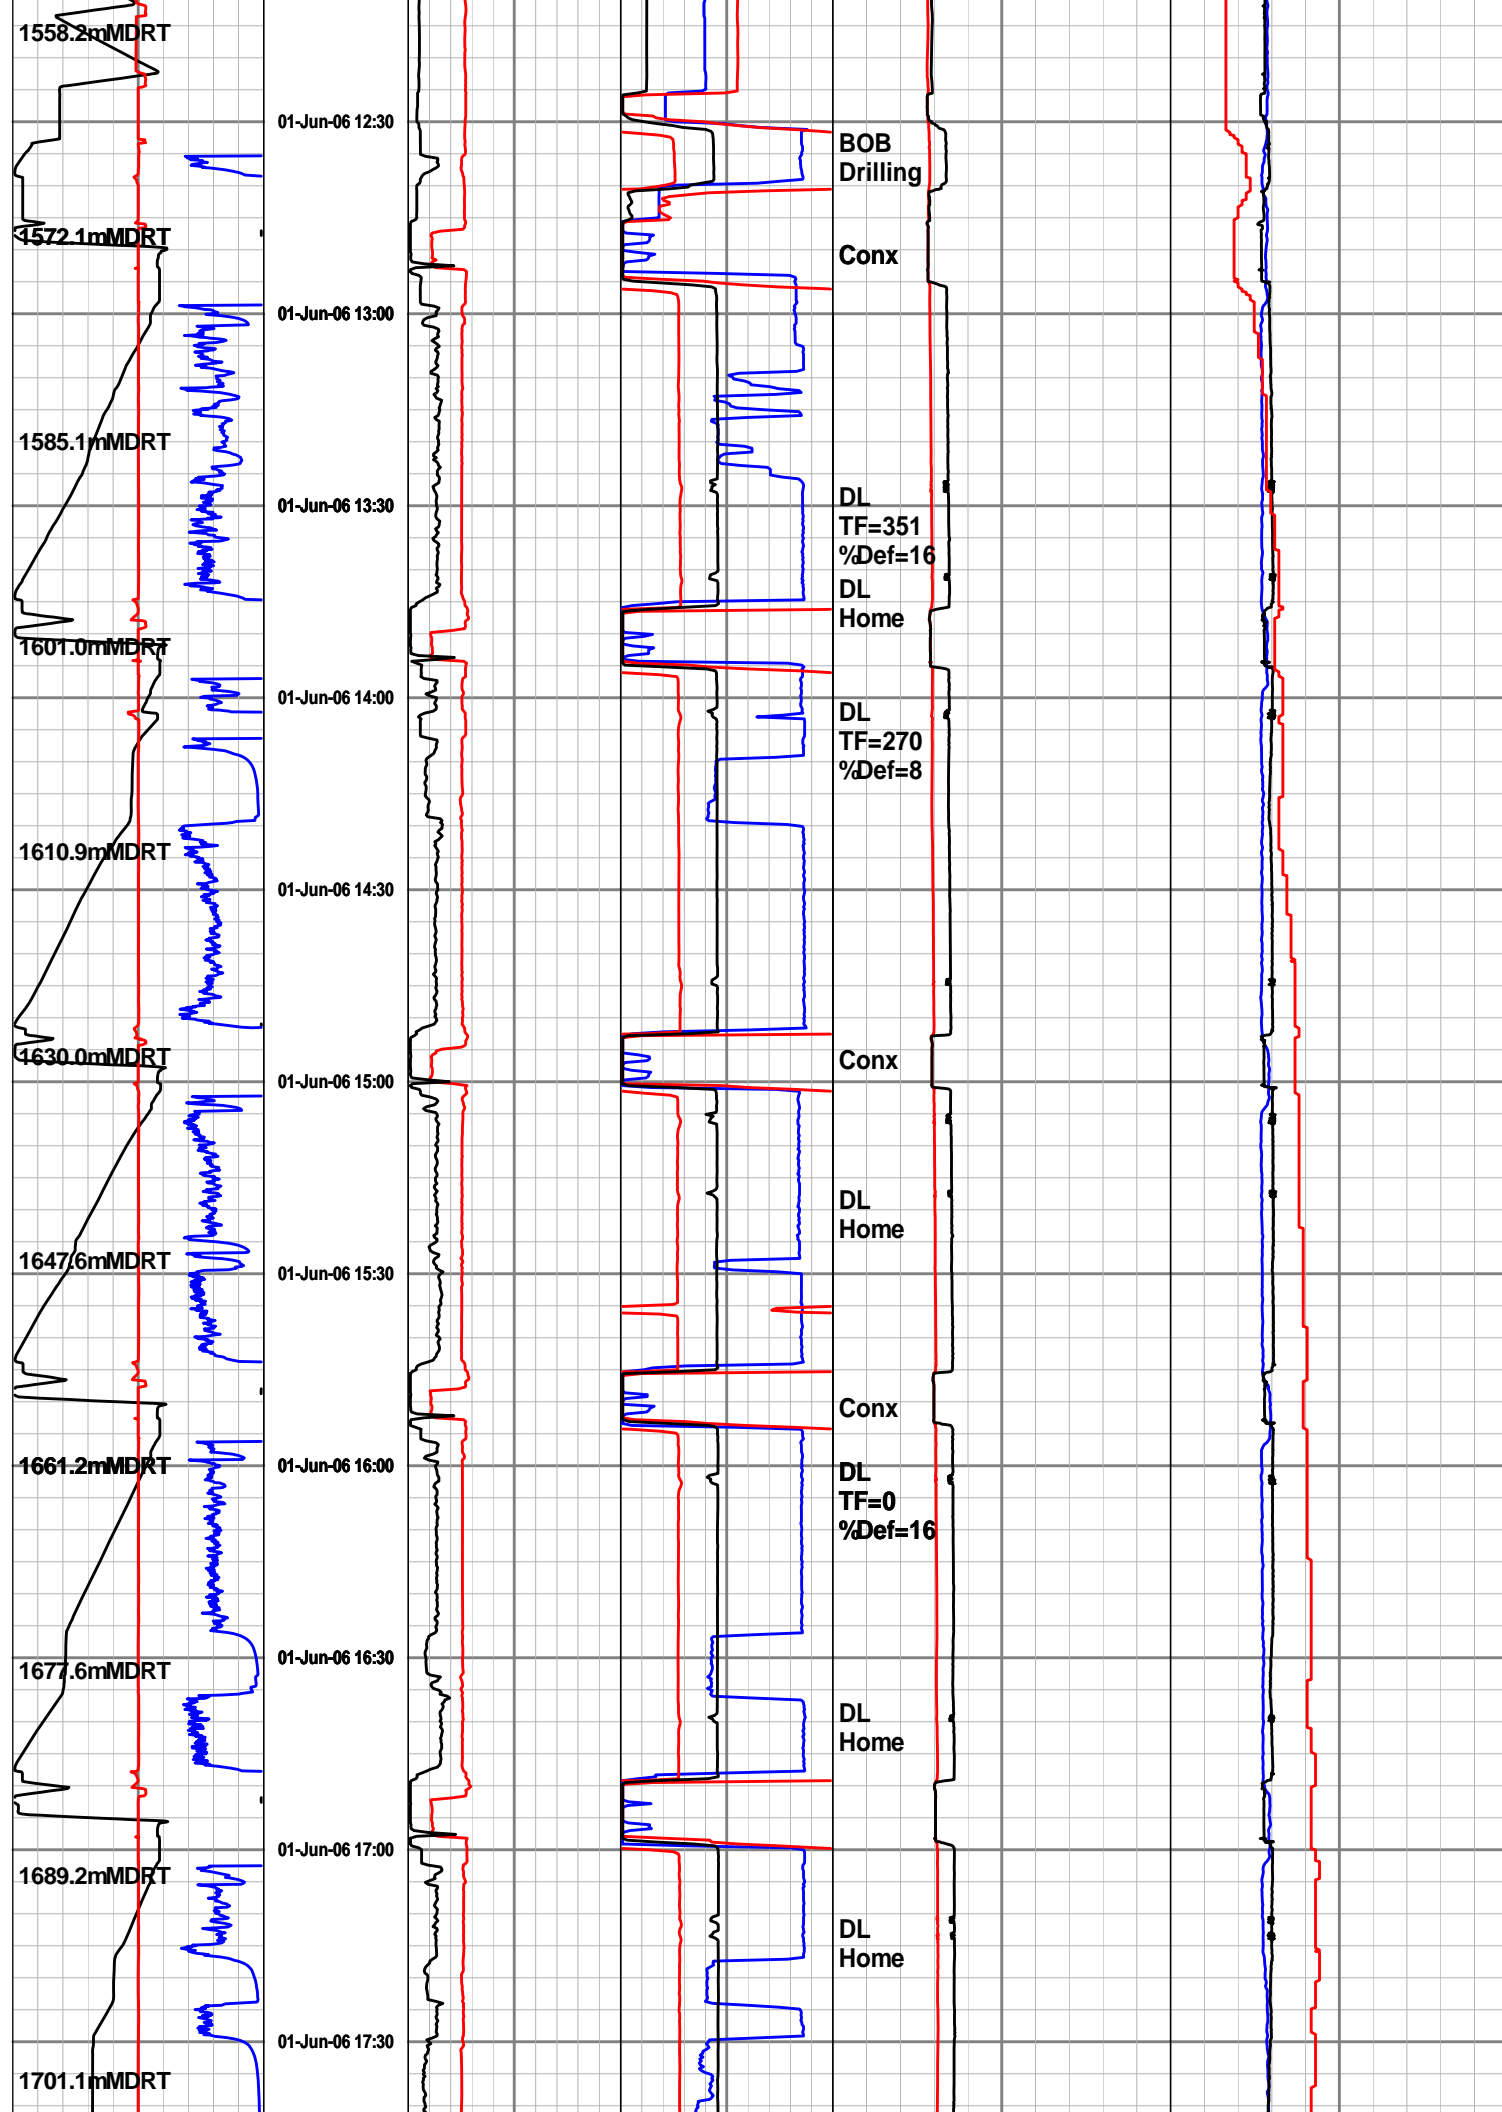 1558.2mMDRT
01-Jun-06 12:30
BOB
Drilling
1572.1mMDRT
Conx
01-Jun-06 13:00
1585.1mMDRT
01-Jun-06 13:30
DL
TF=351
%Def=16
DL
Home
1601.0mMDRT
01-Jun-06 14:00
DL
TF=270
%Def=8
1610.9mMDRT
01-Jun-06 14:30
1630.0mMDRT
Conx
01-Jun-06 15:00
DL
Home
1647.6mMDRT
01-Jun-06 15:30
Conx
1661.2mMDRT
01-Jun-06 16:00
DL
TF=0
%Def=16
01-Jun-06 16:30
1677.6mMDRT
DL
Home
01-Jun-06 17:00
1689.2mMDRT
DL
Home
01-Jun-06 17:30
1701.1mMDRT